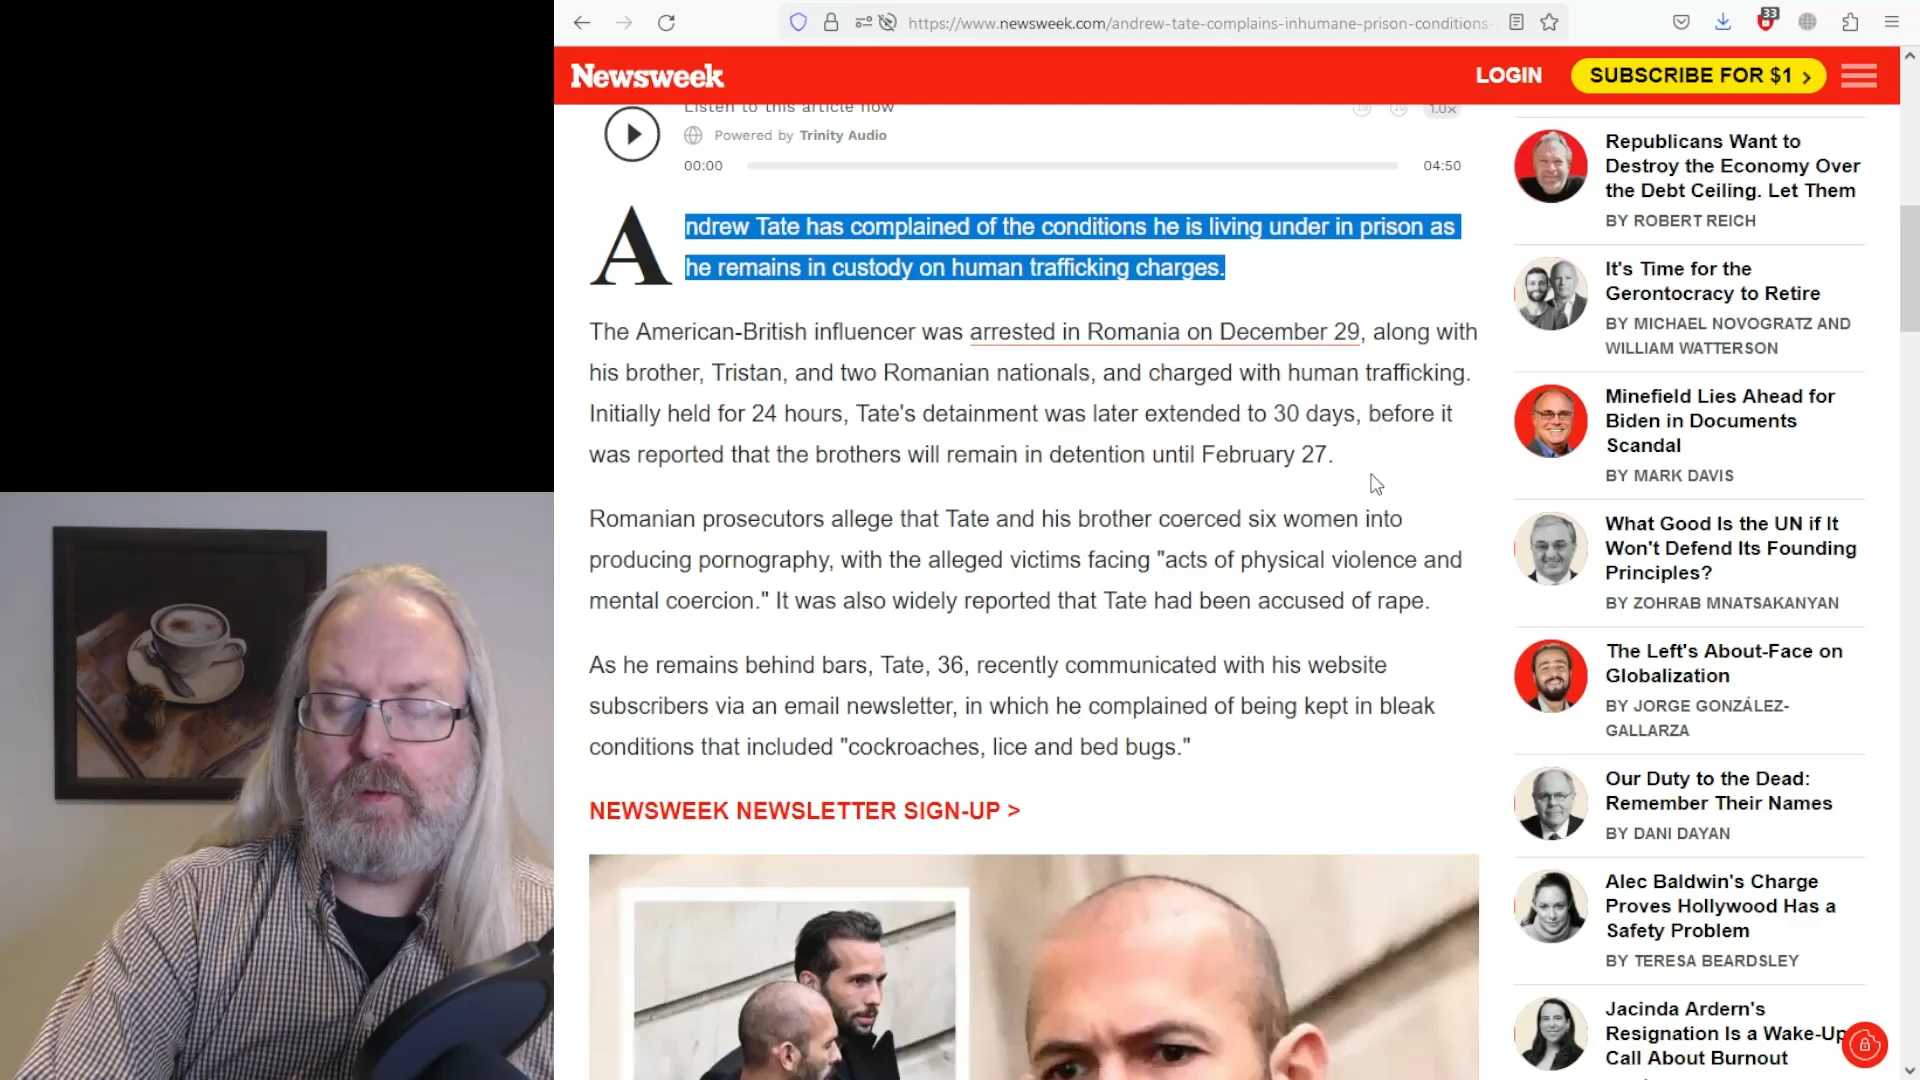 https://www.newsweek.com/andrew-tate-complains-inhumane-prison-conditions-
33
Newsweek
LOGIN
SUBSCRIBE FOR $1 >
Listen to this article now
1.0x
Powered by Trinity Audio
00:00
04:50
Andrew Tate has complained of the conditions he is living under in prison as
he remains in custody on human trafficking charges.
The American-British influencer was arrested in Romania on December 29, along with
his brother, Tristan, and two Romanian nationals, and charged with human trafficking.
Initially held for 24 hours, Tate's detainment was later extended to 30 days, before it
was reported that the brothers will remain in detention until February 27.
Romanian prosecutors allege that Tate and his brother coerced six women into
producing pornography, with the alleged victims facing "acts of physical violence and
mental coercion." It was also widely reported that Tate had been accused of rape.
As he remains behind bars, Tate, 36, recently communicated with his website
subscribers via an email newsletter, in which he complained of being kept in bleak
conditions that included "cockroaches, lice and bed bugs."
NEWSWEEK NEWSLETTER SIGN-UP >
Republicans Want to
Destroy the Economy Over
the Debt Ceiling. Let Them
BY ROBERT REICH
It's Time for the
Gerontocracy to Retire
BY MICHAEL NOVOGRATZ AND
WILLIAM WATTERSON
Minefield Lies Ahead for
Biden in Documents
Scandal
BY MARK DAVIS
What Good Is the UN if It
Won't Defend Its Founding
Principles?
BY ZOHRAB MNATSAKANYAN
The Left's About-Face on
Globalization
BY JORGE GONZÁLEZ-
GALLARZA
Our Duty to the Dead:
Remember Their Names
BY DANI DAYAN
Alec Baldwin's Charge
Proves Hollywood Has a
Safety Problem
BY TERESA BEARDSLEY
Jacinda Ardern's
Resignation Is a Wake-Up
Call About Burnout